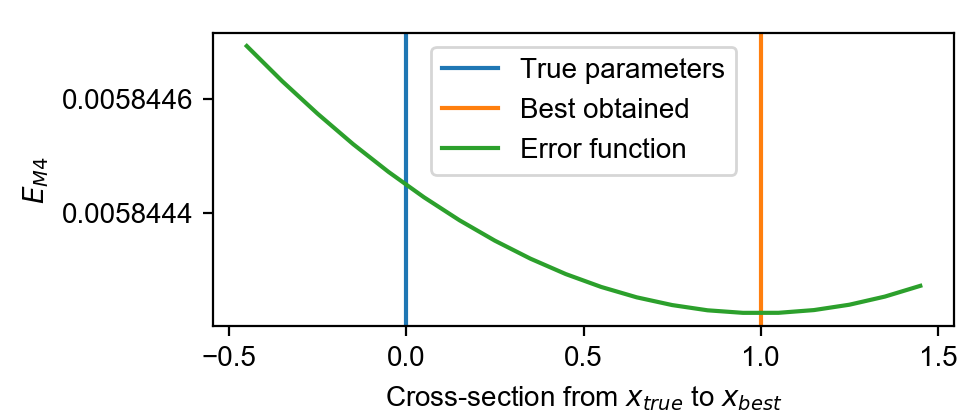 True parameters
Best obtained
Error function
0.0058446
0.0058444
E_{M4}
−0.5 0.0 0.5 1.0 1.5
Cross-section from x_{true} to x_{best}